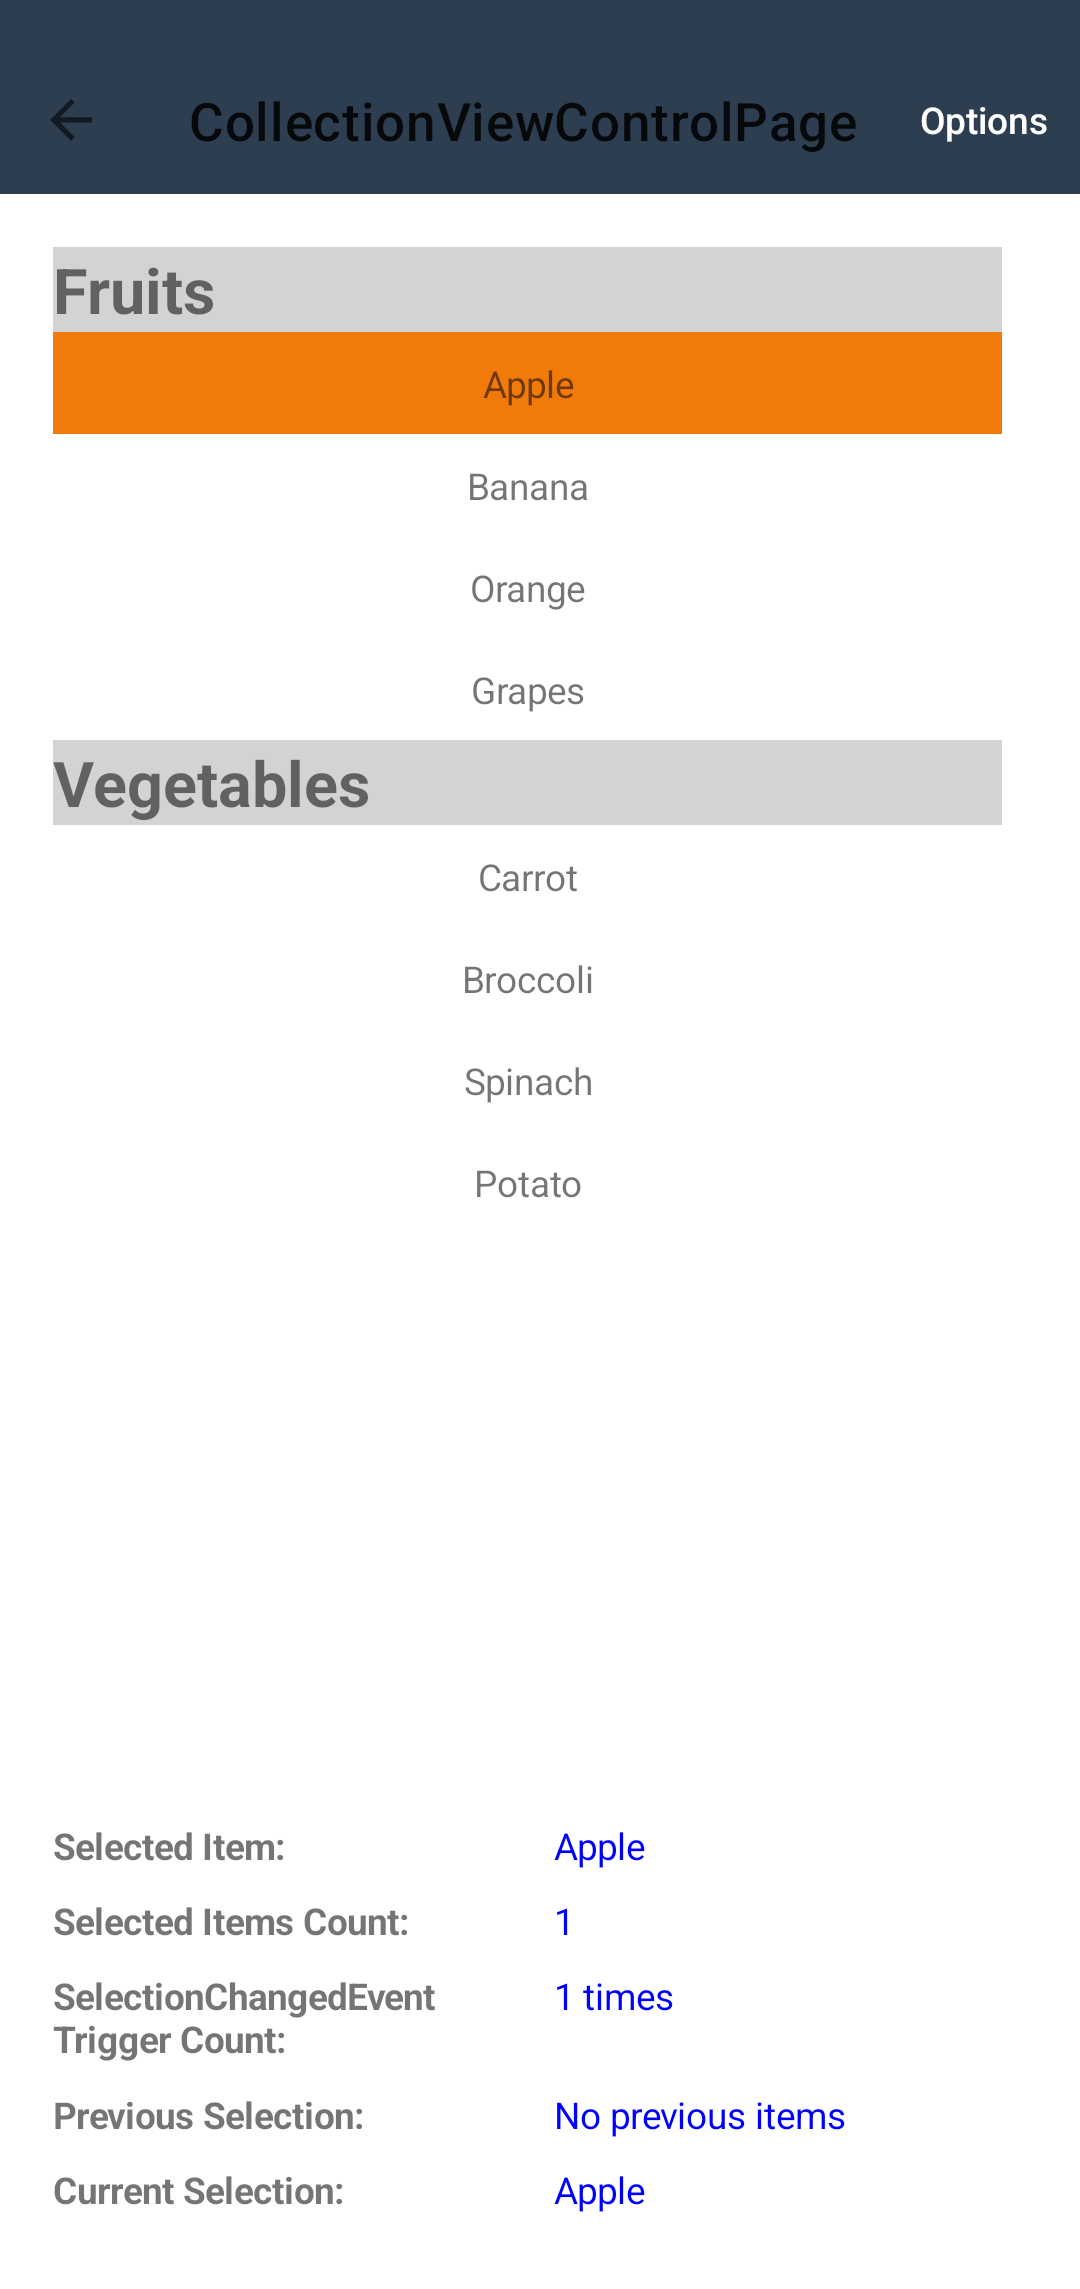 CollectionViewControlPage Options
Fruits
Apple
Banana
Orange
Grapes
Vegetables
Carrot
Broccoli
Spinach
Potato
Selected Item: Apple
Selected Items Count: 1
SelectionChangedEvent 1 times
Trigger Count:
Previous Selection: No previous items
Current Selection: Apple